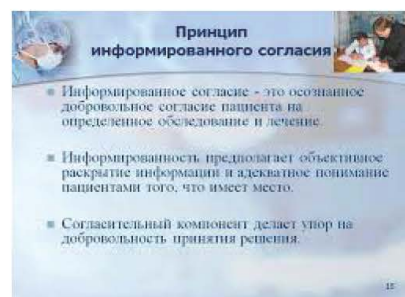 Принцип
информированного согласия
Информированное согласие - это осознанное
добровольное согласие пациента на
определенное обследование и лечение.
Информированность предполагает объективное
раскрытие информации и адекватное понимание
пациентами того, что имеет место.
Согласительный компонент делает упор на
добровольность принятия решения.